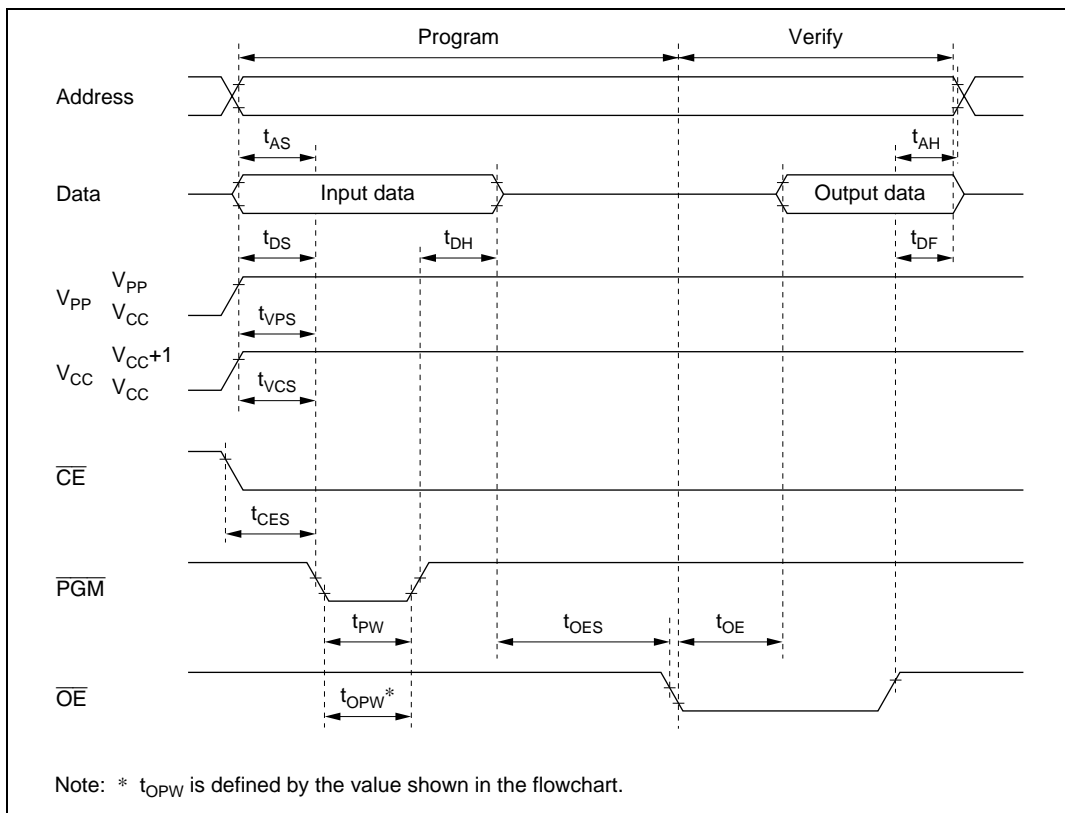 Program
Verify
Address
tAS
tAH
Data
Input data
Output data
tDS
tDH
tDF
VPP
VPP
VCC
tVPS
VCC
VCC+1
VCC
tVCS
CE
tCES
PGM
tPW
tOES
tOE
OE
tOPW*
Note: * tOPW is defined by the value shown in the flowchart.